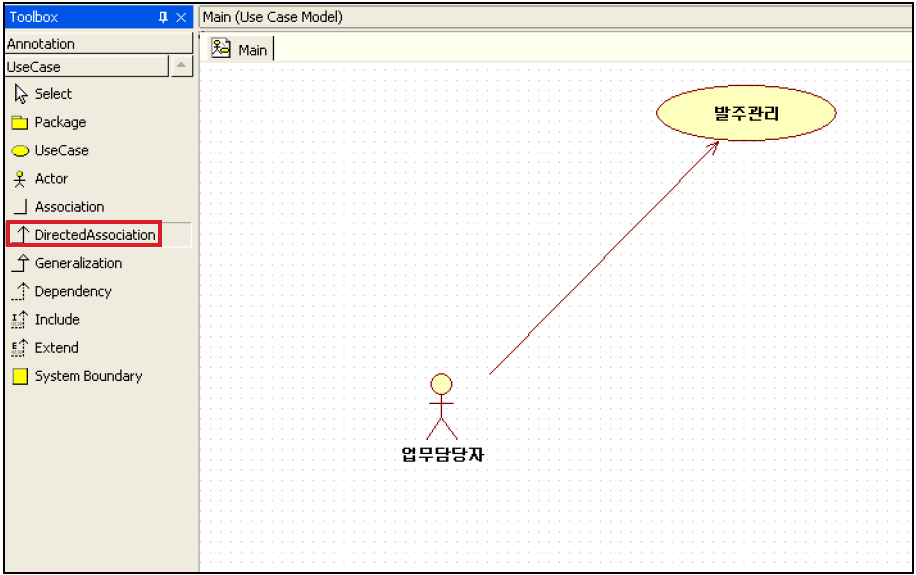 Toolbox
Main (Use Case Model)
Annotation
Main
UseCase
Select
Package
UseCase
Actor
Association
DirectedAssociation
Generalization
Dependency
Include
Extend
System Boundary
발주관리
업무담당자